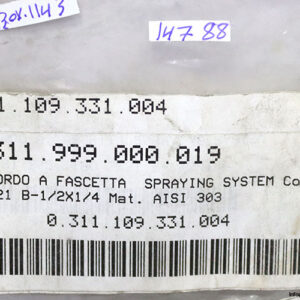 14788
1.109.331.004
311.999.000.019
ORDO A FASCETTA SPRAYING SYSTEM Co
21 B-1/2X1/4 Mat. AISI 303
0.311.109.331.004